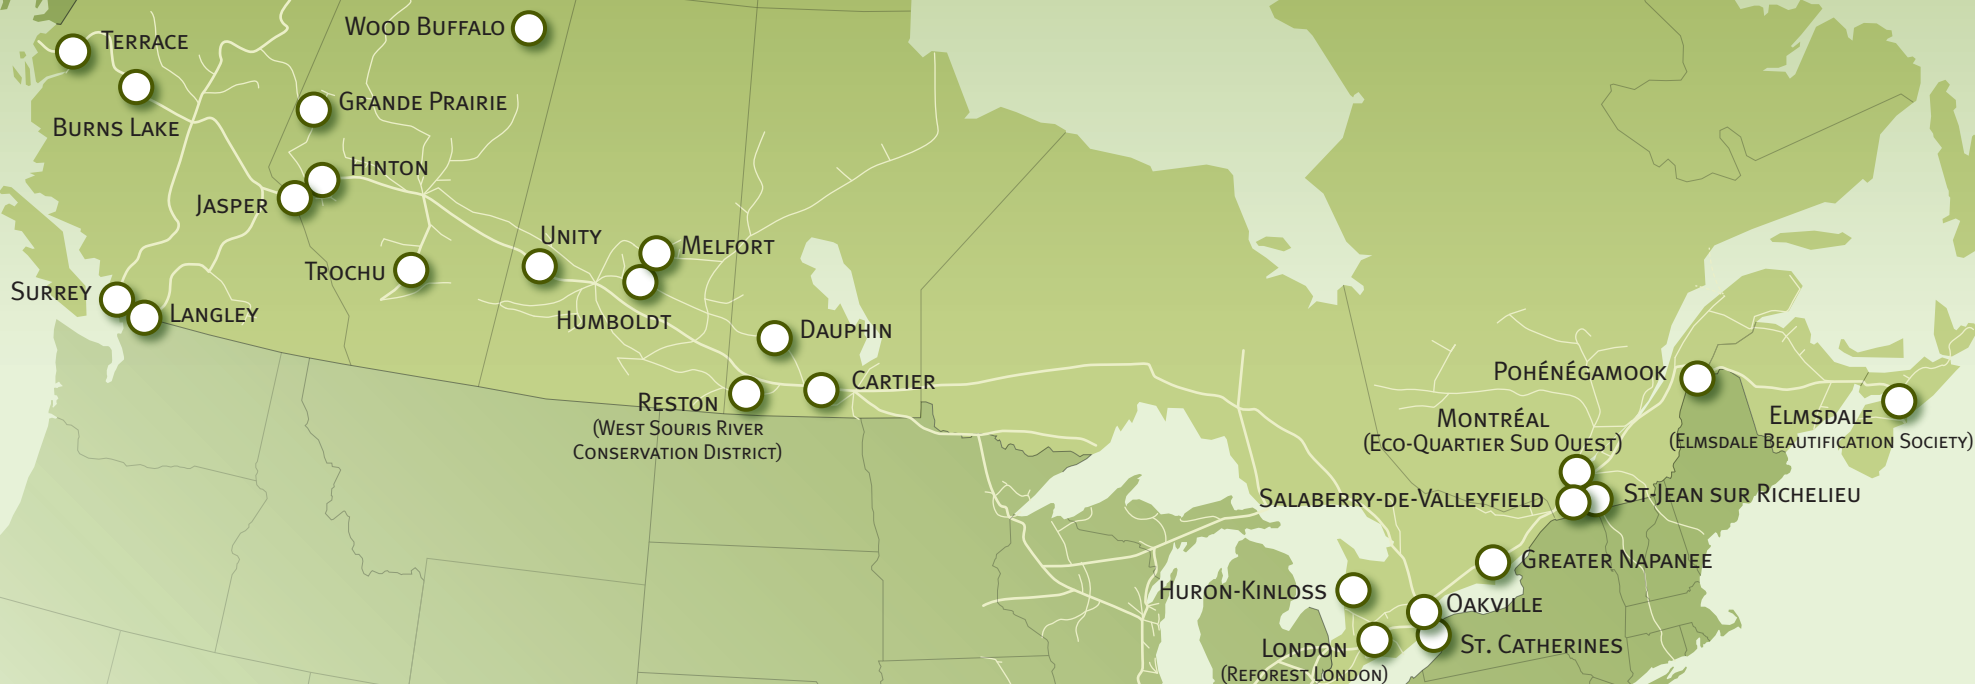 Wood Buffalo
Terrace
Grande Prairie
Burns Lake
Hinton
Jasper
Unity
Melfort
Trochu
Surrey
Langley
Humboldt
Dauphin
Cartier
Reston
(West Souris River
Conservation District)
Pohénégamook
Montréal
(Eco-Quartier Sud Ouest)
Elmsdale
(Elmsdale Beautification Society)
Salaberry-de-Valleyfield
St-Jean sur Richelieu
Greater Napanee
Huron-Kinloss
Oakville
London
(Reforest London)
St. Catherines